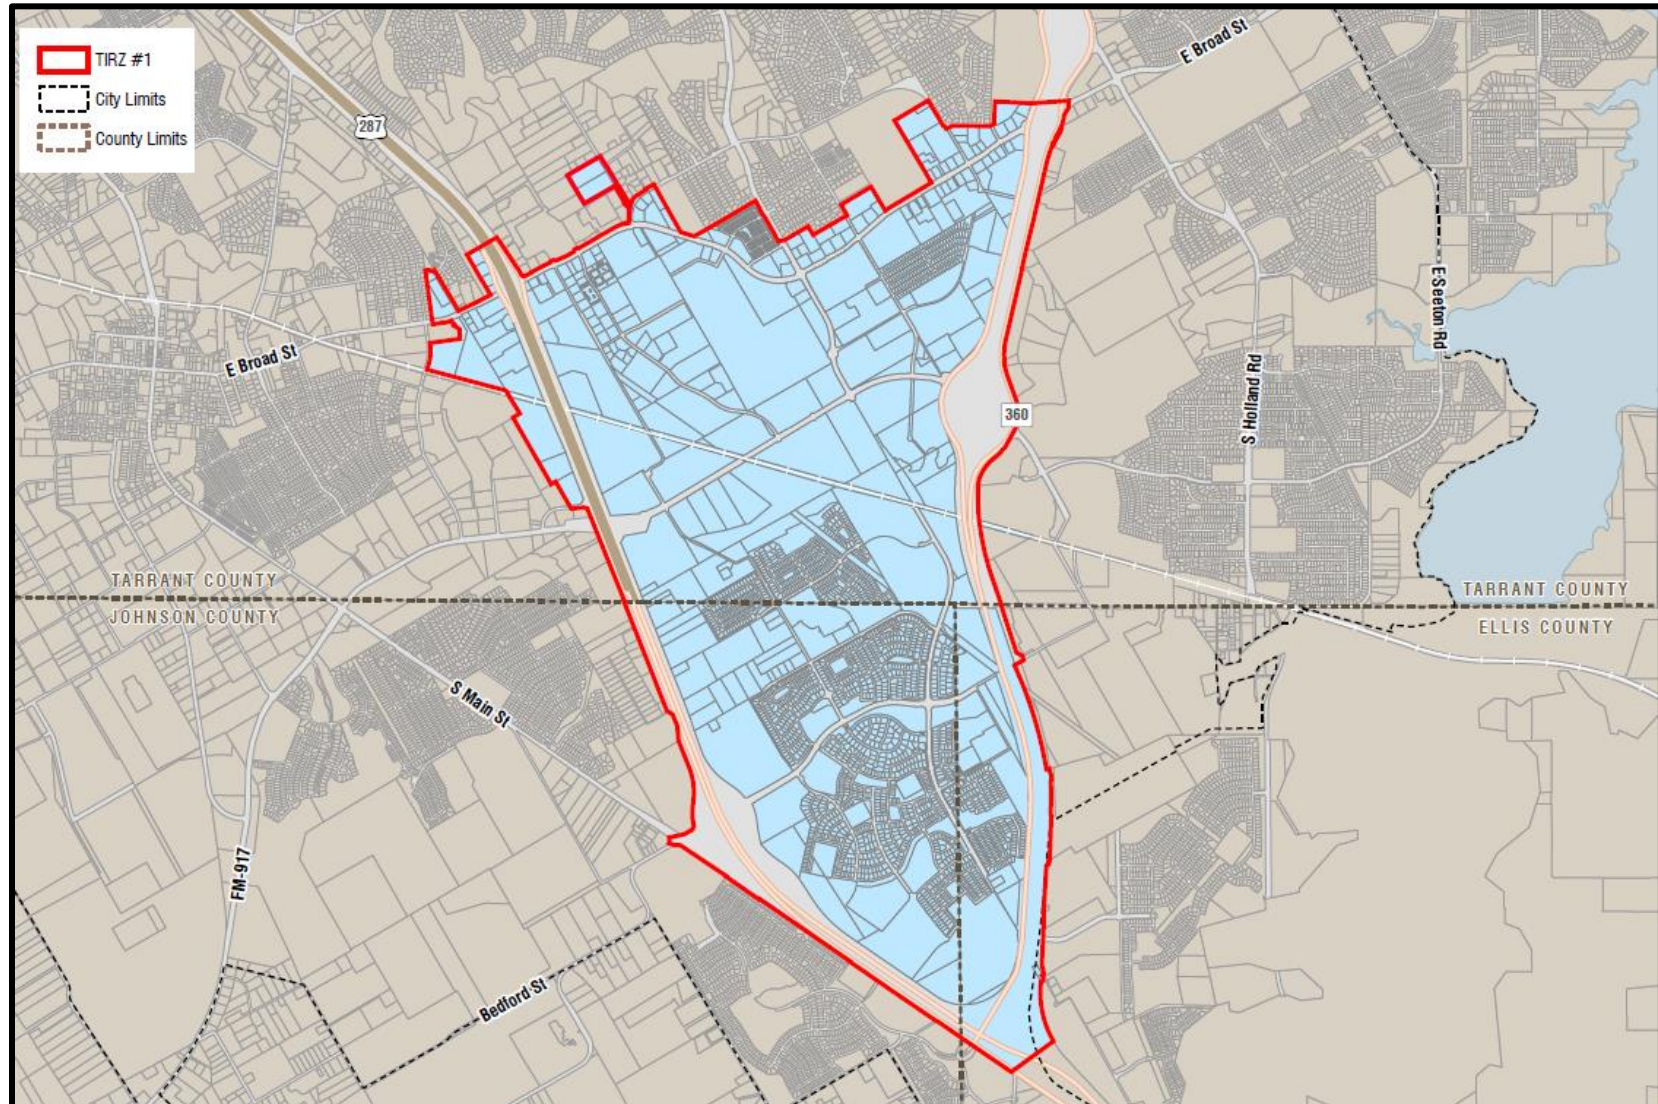 TIRZ #1
City Limits
County Limits
E Broad St
287
E Seeton Rd
E Broad St
360
S Holland Rd
TARRANT COUNTY
JOHNSON COUNTY
TARRANT COUNTY
ELLIS COUNTY
S Main St
FM-917
Bedford St